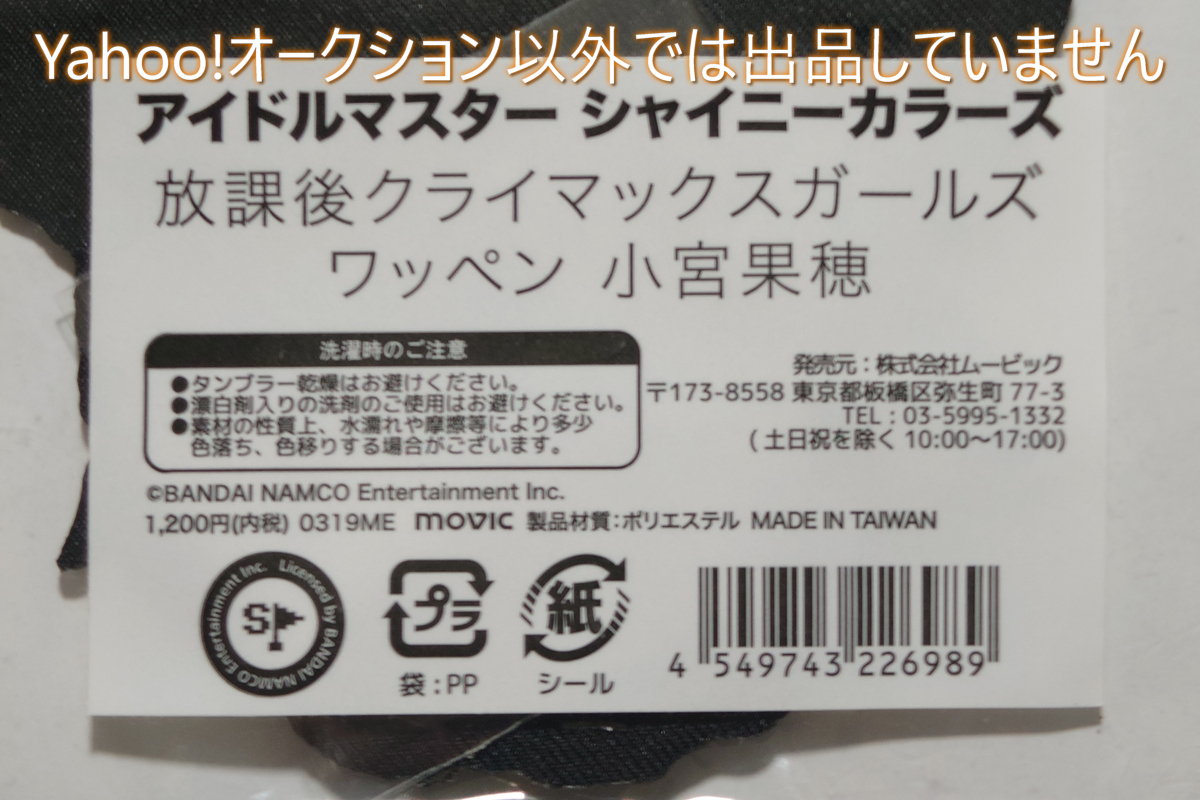 Yahoo!オークション以外では出品していません
アイドルマスター シャイニーカラーズ
放課後クライマックスガールズ
ワッペン 小宮果穂
洗濯時のご注意
●タンブラー乾燥はお避けください。
●漂白剤入りの洗剤のご使用はお避けください。
●素材の性質上、水濡れや摩擦等により多少
色落ち、色移りする場合がございます。
発売元：株式会社ムービック
〒173-8558 東京都板橋区弥生町 77-3
TEL : 03-5995-1332
( 土日祝を除く 10:00〜17:00)
©BANDAI NAMCO Entertainment Inc.
1,200円(内税) 0319ME movic 製品材質：ポリエステル MADE IN TAIWAN
Licensed by BANDAI NAMCO Entertainment Inc.
S
プラ
袋 : PP
紙
シール
4 549743 226989